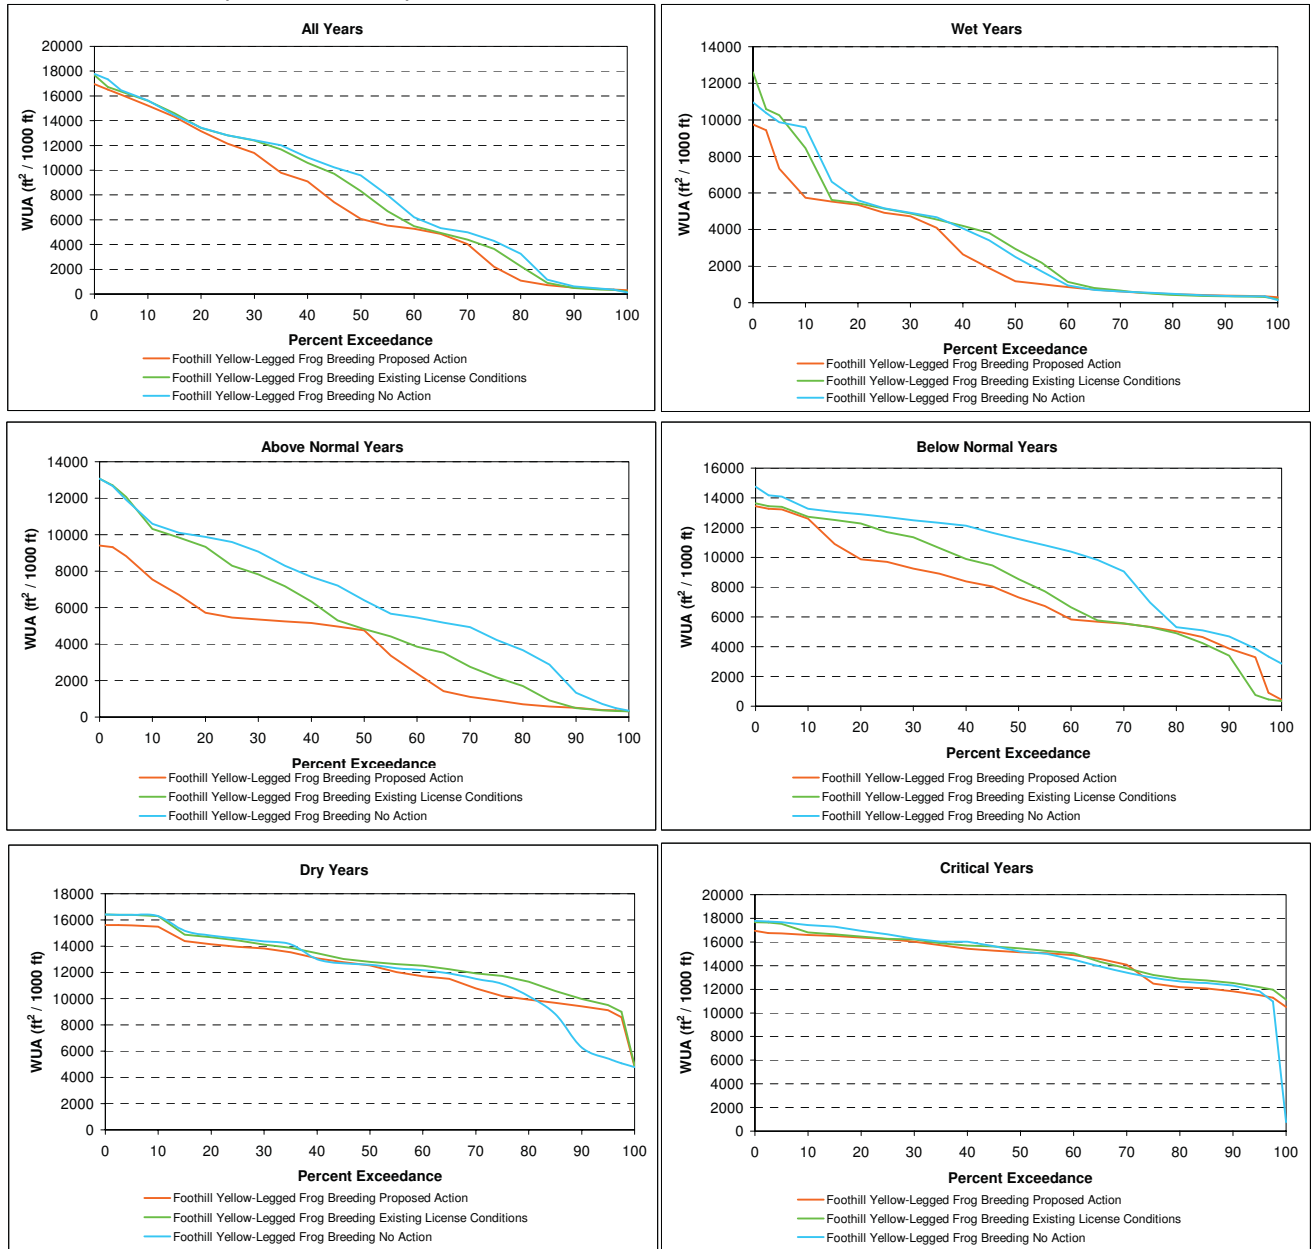 All Years
20000
18000
16000
14000
12000
10000
8000
6000
4000
2000
0
WUA (ft² / 1000 ft)
0 10 20 30 40 50 60 70 80 90 100
Percent Exceedance
Foothill Yellow-Legged Frog Breeding Proposed Action
Foothill Yellow-Legged Frog Breeding Existing License Conditions
Foothill Yellow-Legged Frog Breeding No Action
Wet Years
14000
12000
10000
8000
6000
4000
2000
0
WUA (ft² / 1000 ft)
0 10 20 30 40 50 60 70 80 90 100
Percent Exceedance
Foothill Yellow-Legged Frog Breeding Proposed Action
Foothill Yellow-Legged Frog Breeding Existing License Conditions
Foothill Yellow-Legged Frog Breeding No Action
Above Normal Years
14000
12000
10000
8000
6000
4000
2000
0
WUA (ft² / 1000 ft)
0 10 20 30 40 50 60 70 80 90 100
Percent Exceedance
Foothill Yellow-Legged Frog Breeding Proposed Action
Foothill Yellow-Legged Frog Breeding Existing License Conditions
Foothill Yellow-Legged Frog Breeding No Action
Below Normal Years
16000
14000
12000
10000
8000
6000
4000
2000
0
WUA (ft² / 1000 ft)
0 10 20 30 40 50 60 70 80 90 100
Percent Exceedance
Foothill Yellow-Legged Frog Breeding Proposed Action
Foothill Yellow-Legged Frog Breeding Existing License Conditions
Foothill Yellow-Legged Frog Breeding No Action
Dry Years
18000
16000
14000
12000
10000
8000
6000
4000
2000
0
WUA (ft² / 1000 ft)
0 10 20 30 40 50 60 70 80 90 100
Percent Exceedance
Foothill Yellow-Legged Frog Breeding Proposed Action
Foothill Yellow-Legged Frog Breeding Existing License Conditions
Foothill Yellow-Legged Frog Breeding No Action
Critical Years
20000
18000
16000
14000
12000
10000
8000
6000
4000
2000
0
WUA (ft² / 1000 ft)
0 10 20 30 40 50 60 70 80 90 100
Percent Exceedance
Foothill Yellow-Legged Frog Breeding Proposed Action
Foothill Yellow-Legged Frog Breeding Existing License Conditions
Foothill Yellow-Legged Frog Breeding No Action